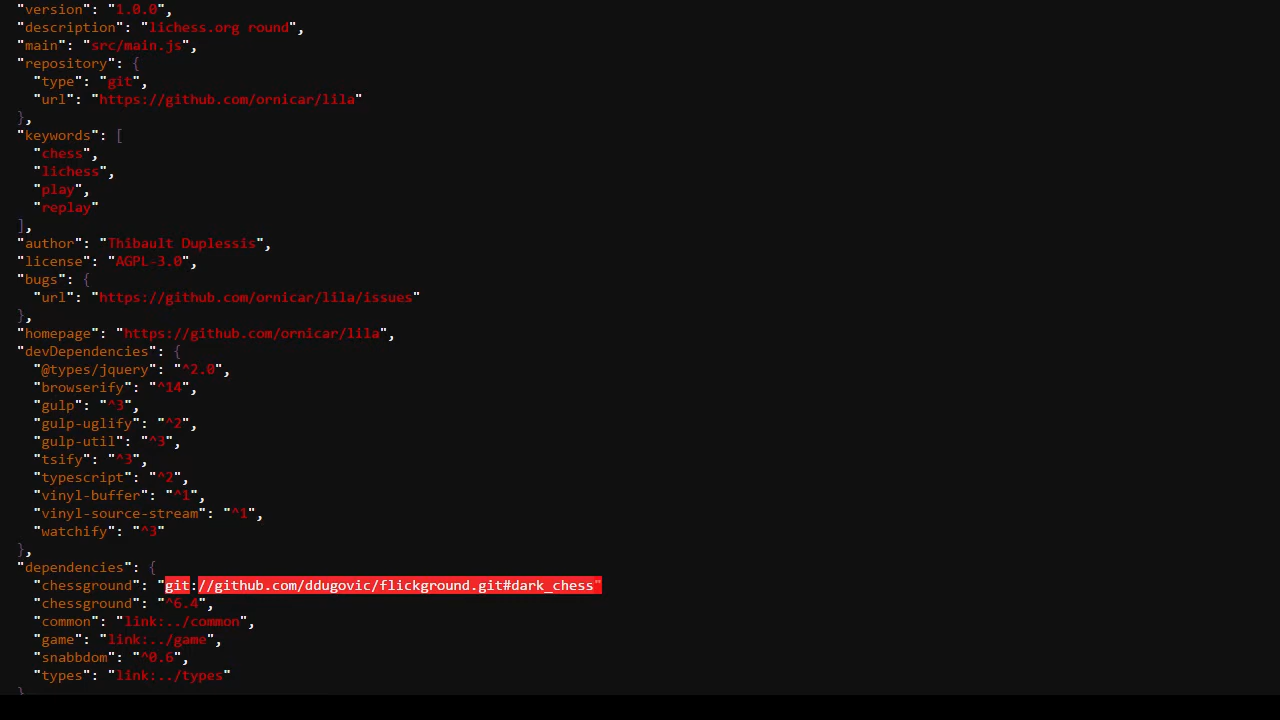 "version": "1.0.0",
"description": "lichess.org round",
"main": "src/main.js",
"repository": {
"type": "git",
"url": "https://github.com/ornicar/lila"
},
"keywords": [
"chess",
"lichess",
"play",
"replay"
],
"author": "Thibault Duplessis",
"license": "AGPL-3.0",
"bugs": {
"url": "https://github.com/ornicar/lila/issues"
},
"homepage": "https://github.com/ornicar/lila",
"devDependencies": {
"@types/jquery": "^2.0",
"browserify": "^14",
"gulp": "^3",
"gulp-uglify": "^2",
"gulp-util": "^3",
"tsify": "^3",
"typescript": "^2",
"vinyl-buffer": "^1",
"vinyl-source-stream": "^1",
"watchify": "^3"
},
"dependencies": {
"chessground": "git://github.com/ddugovic/flickground.git#dark_chess"
"chessground": "^6.4",
"common": "link:../common",
"game": "link:../game",
"snabbdom": "^0.6",
"types": "link:../types"
}